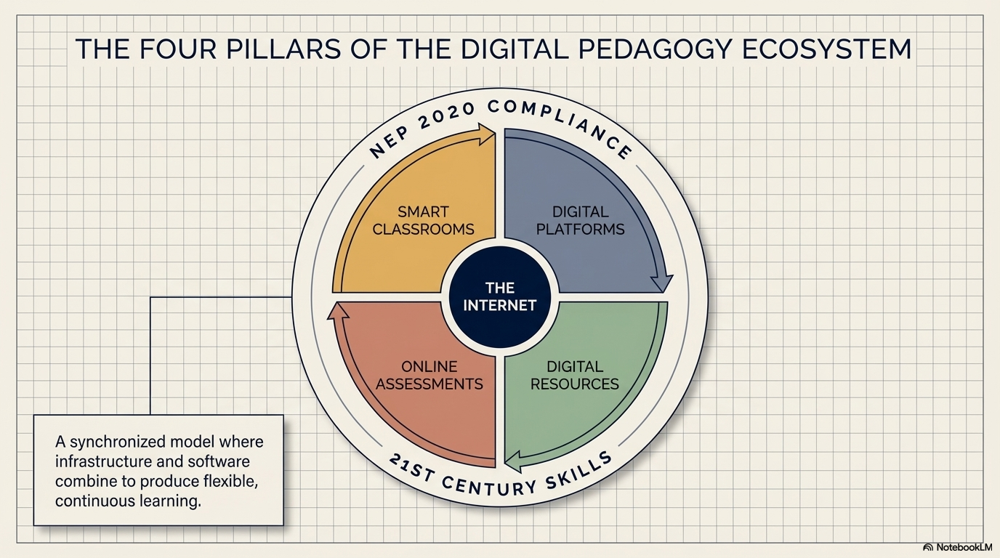 THE FOUR PILLARS OF THE DIGITAL PEDAGOGY ECOSYSTEM
NEP 2020 COMPLIANCE
SMART
CLASSROOMS
DIGITAL
PLATFORMS
THE
INTERNET
ONLINE
ASSESSMENTS
DIGITAL
RESOURCES
21ST CENTURY SKILLS
A synchronized model where
infrastructure and software
combine to produce flexible,
continuous learning.
NotebookLM